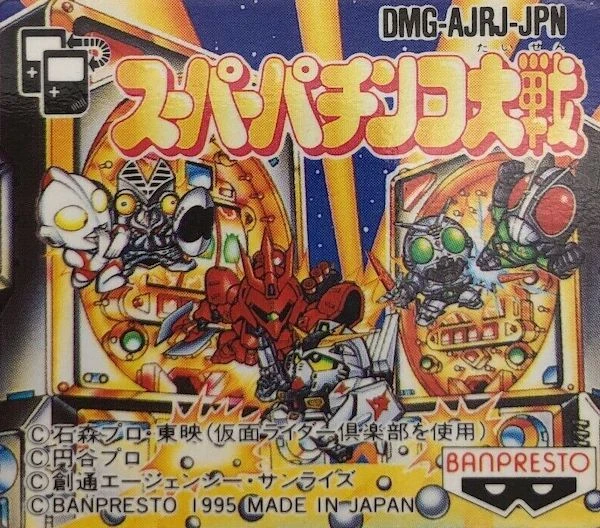 DMG-AJRJ-JPN
たいせん
スーパーパチンコ大戦
©石森プロ・東映(仮面ライダー倶楽部を使用)
©円谷プロ
©創通エージェンシー・サンライズ
©BANPRESTO 1995 MADE IN JAPAN
BANPRESTO